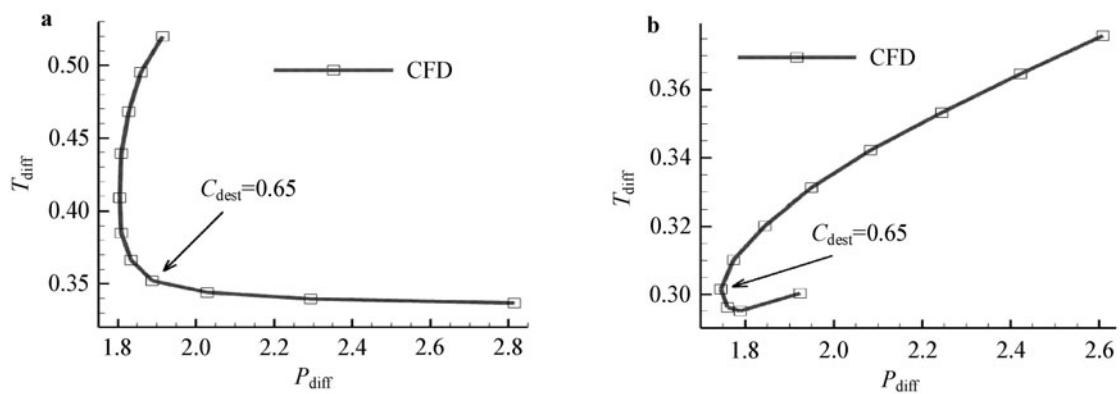 a
0.50
0.45
0.40
0.35
T_diff
CFD
C_dest=0.65
1.8 2.0 2.2 2.4 2.6 2.8
P_diff
b
0.36
0.34
0.32
0.30
T_diff
CFD
C_dest=0.65
1.8 2.0 2.2 2.4 2.6
P_diff